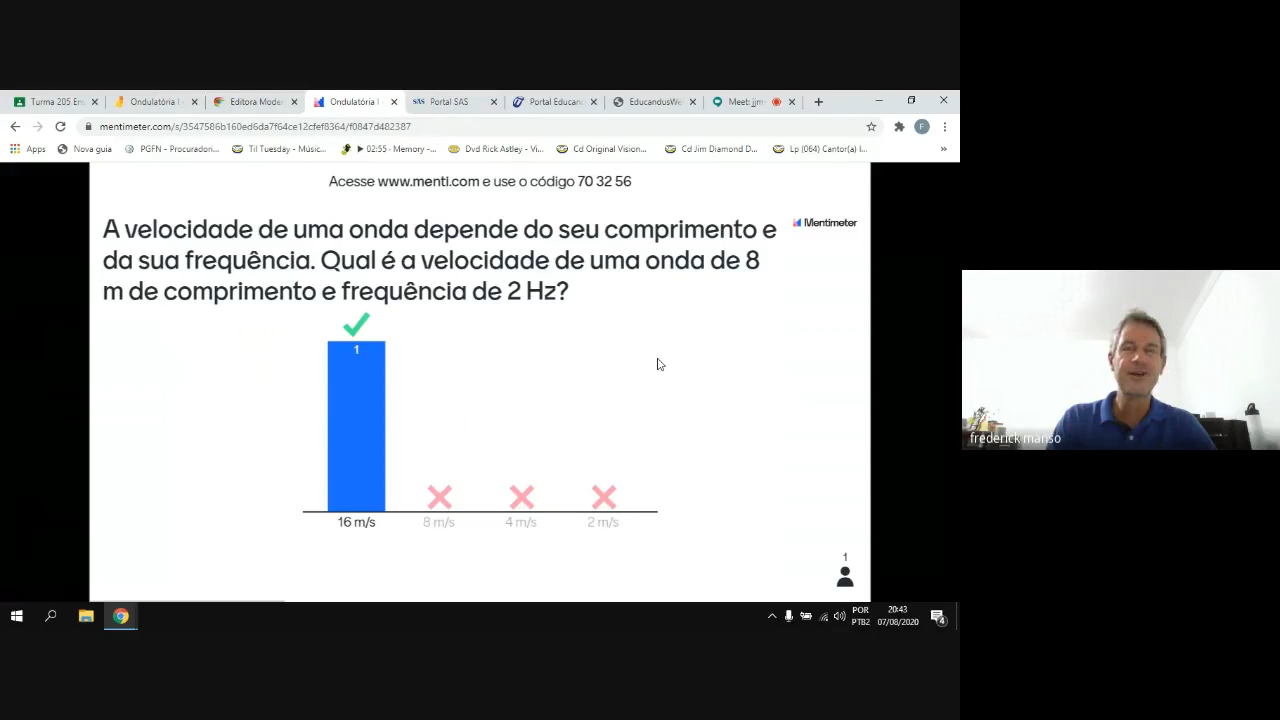 Turma 205 En
Ondulatória I
Editora Moder
Ondulatória I
Portal SAS
Portal Educan
EducandusWe
Meet: jjm
mentimeter.com/s/3547586b160ed6da7f64ce12cfef8364/f0847d482387
F
Apps
Nova guia
PGFN - Procuradori...
Til Tuesday - Músic...
02:55 · Memory -...
Dvd Rick Astley - Vi...
Cd Original Vision...
Cd Jim Diamond D...
Lp (064) Cantor(a) I...
»
Acesse www.menti.com e use o código 70 32 56
Mentimeter
A velocidade de uma onda depende do seu comprimento e
da sua frequência. Qual é a velocidade de uma onda de 8
m de comprimento e frequência de 2 Hz?
1
16 m/s
8 m/s
4 m/s
2 m/s
1
frederick manso
POR
PTB2
20:43
07/08/2020
4